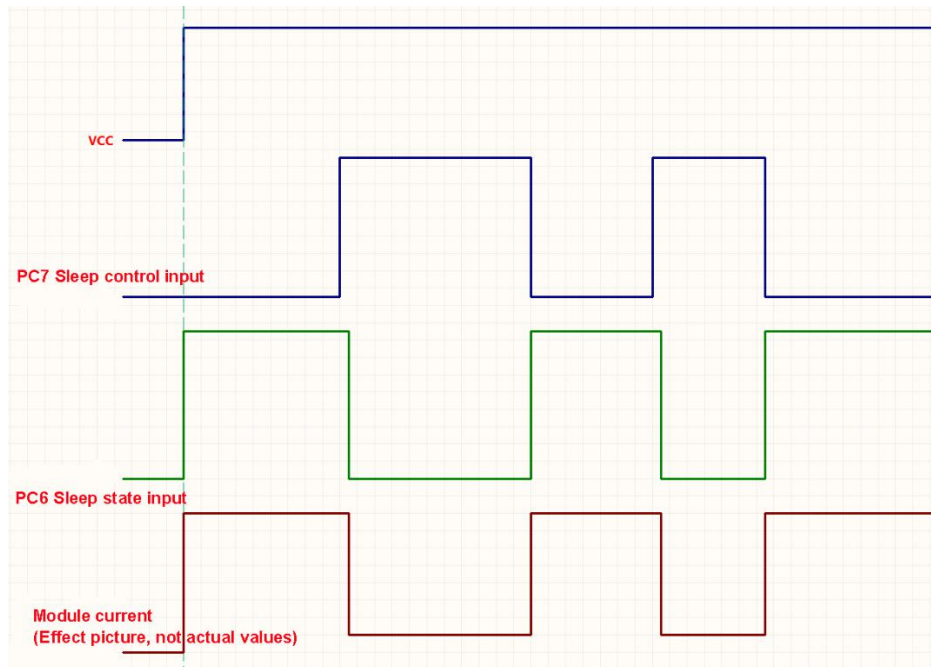 VCC
PC7 Sleep control input
PC6 Sleep state input
Module current
(Effect picture, not actual values)